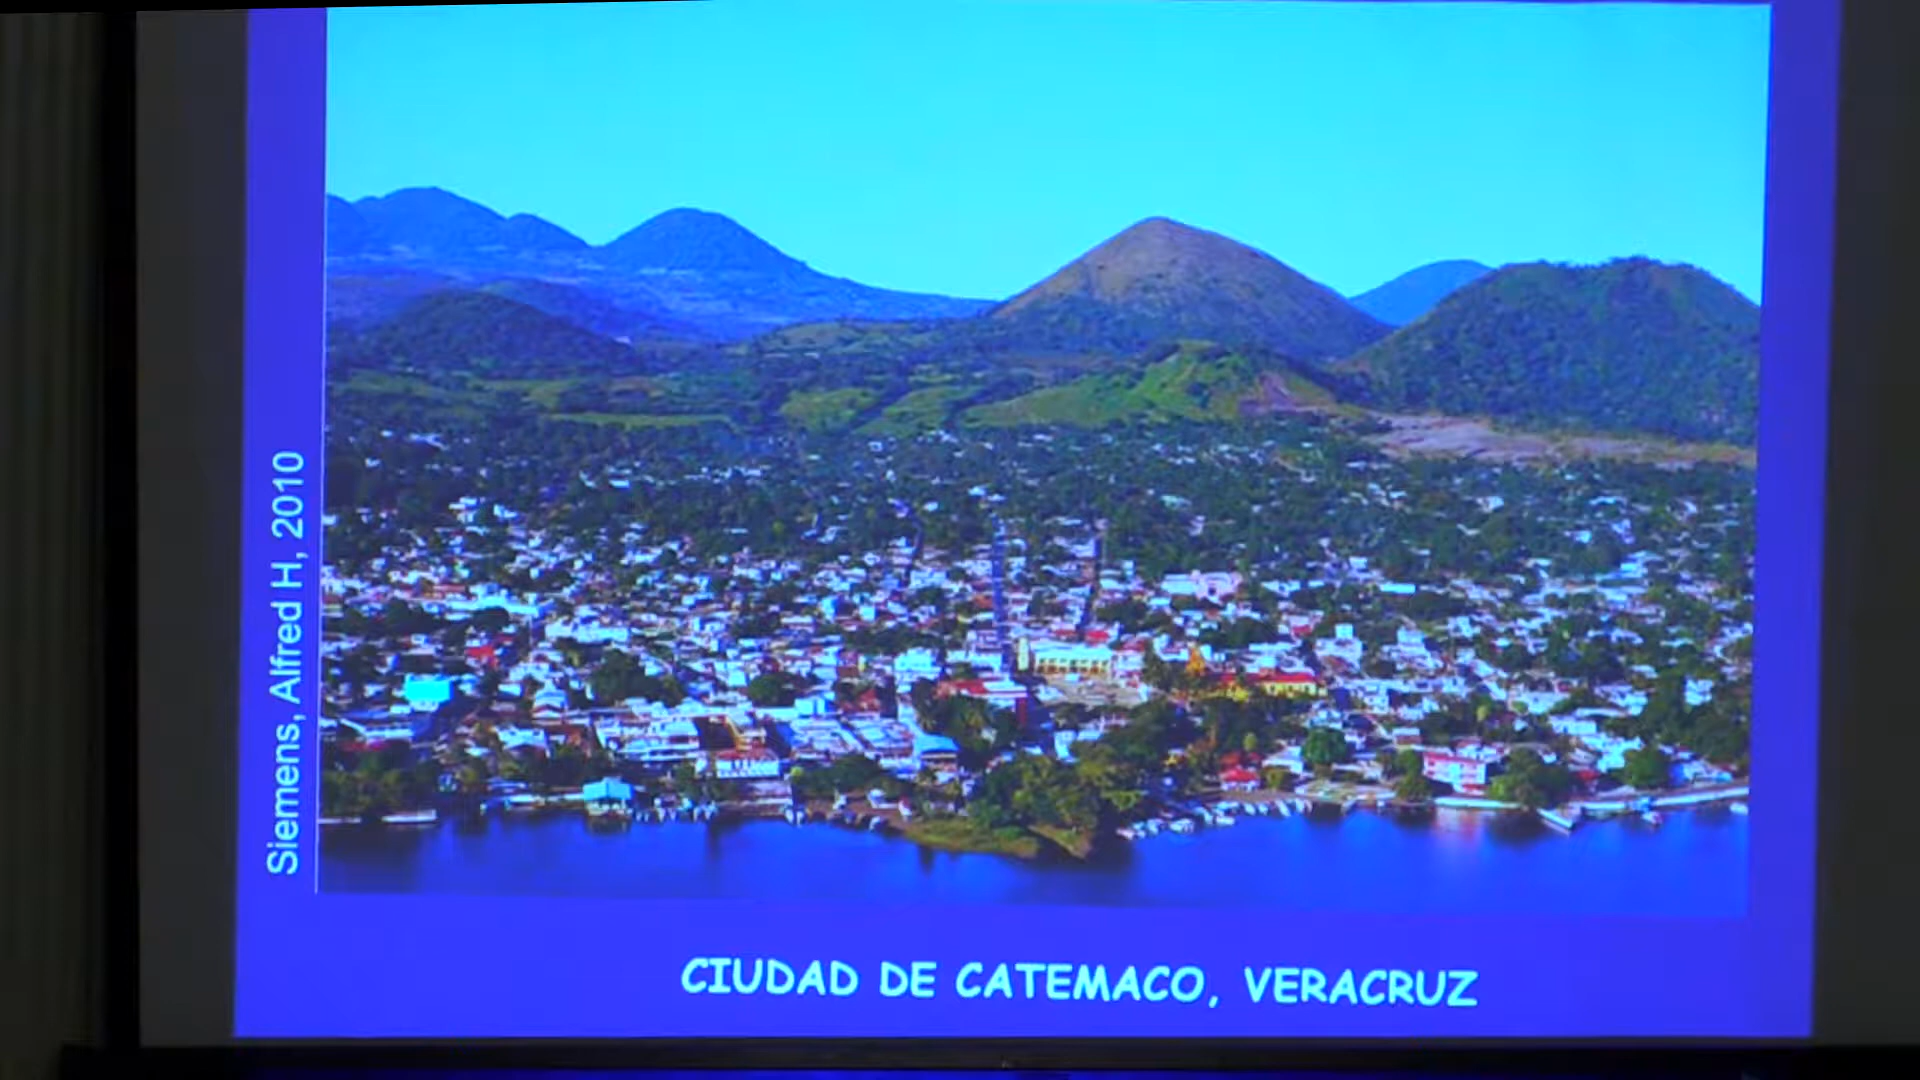 Siemens, Alfred H, 2010
CIUDAD DE CATEMACO, VERACRUZ